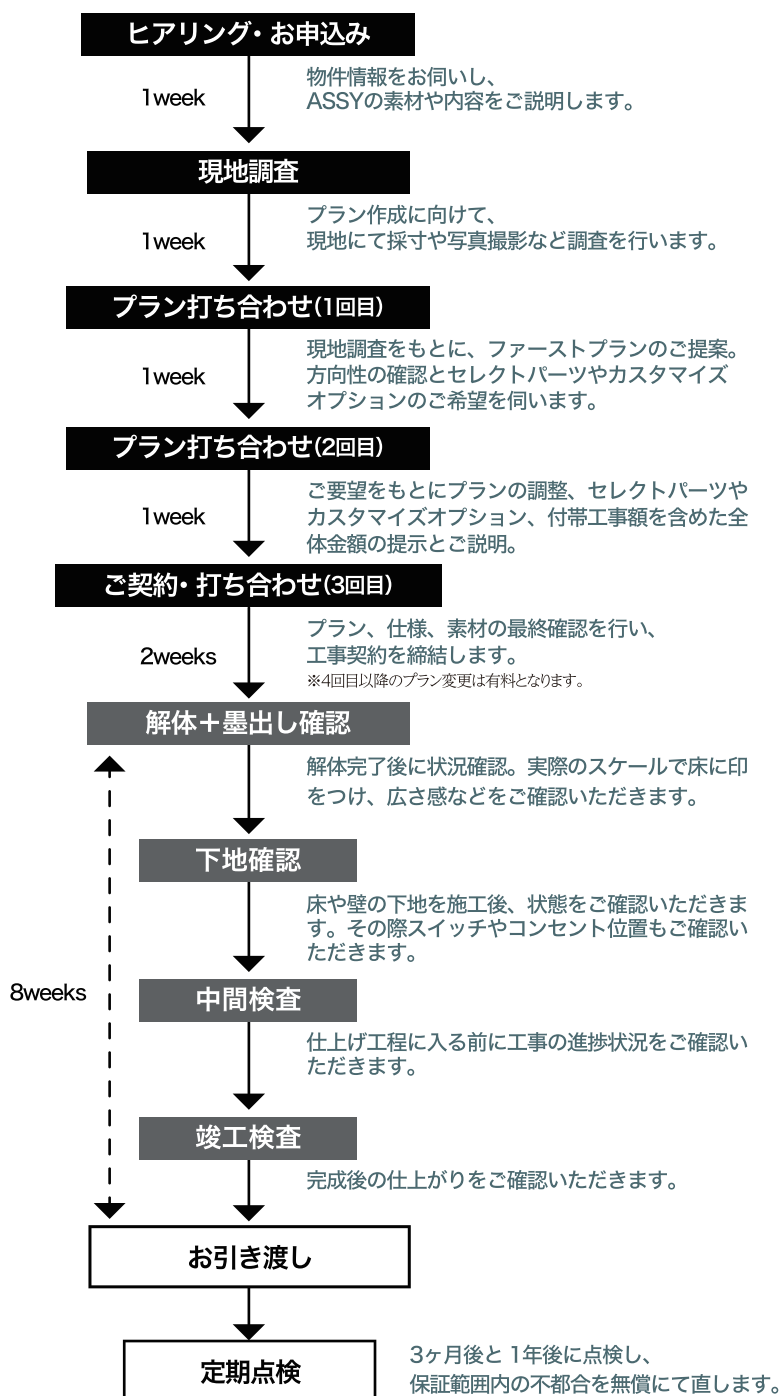 ヒアリング・お申込み
1week
物件情報をお伺いし、
ASSYの素材や内容をご説明します。
現地調査
1week
プラン作成に向けて、
現地にて採寸や写真撮影など調査を行います。
プラン打ち合わせ(1回目)
1week
現地調査をもとに、ファーストプランのご提案。
方向性の確認とセレクトパーツやカスタマイズ
オプションのご希望を伺います。
プラン打ち合わせ(2回目)
1week
ご要望をもとにプランの調整、セレクトパーツや
カスタマイズオプション、付帯工事額を含めた全
体金額の提示とご説明。
ご契約・打ち合わせ(3回目)
2weeks
プラン、仕様、素材の最終確認を行い、
工事契約を締結します。
※4回目以降のプラン変更は有料となります。
解体＋墨出し確認
解体完了後に状況確認。実際のスケールで床に印
をつけ、広さ感などをご確認いただきます。
下地確認
床や壁の下地を施工後、状態をご確認いただきま
す。その際スイッチやコンセント位置もご確認い
ただきます。
8weeks
中間検査
仕上げ工程に入る前に工事の進捗状況をご確認い
ただきます。
竣工検査
完成後の仕上がりをご確認いただきます。
お引き渡し
定期点検
3ヶ月後と1年後に点検し、
保証範囲内の不都合を無償にて直します。